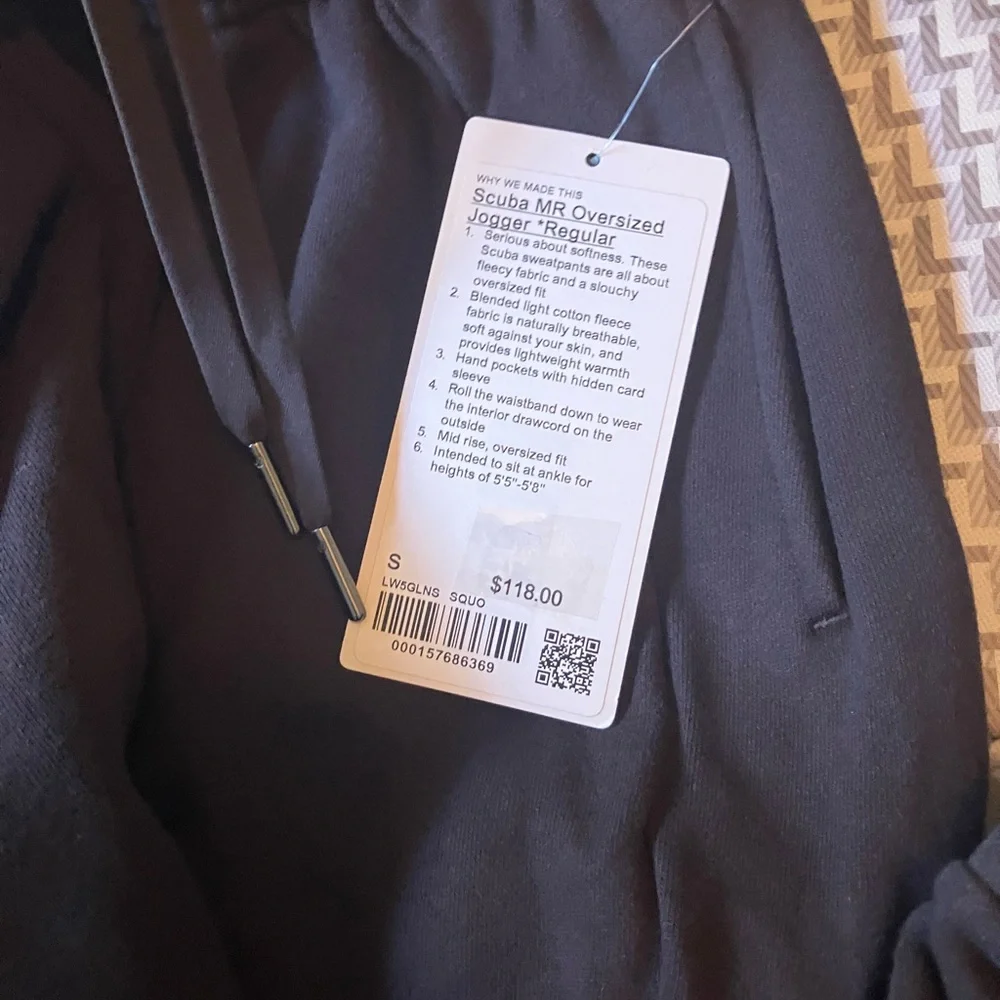 WHY WE MADE THIS
Scuba MR Oversized
Jogger *Regular
1. Serious about softness. These
Scuba sweatpants are all about
fleecy fabric and a slouchy
oversized fit
2. Blended light cotton fleece
fabric is naturally breathable,
soft against your skin, and
provides lightweight warmth
3. Hand pockets with hidden card
sleeve
4. Roll the waistband down to wear
the interior drawcord on the
outside
5. Mid rise, oversized fit
6. Intended to sit at ankle for
heights of 5'5"-5'8"
S
$118.00
LW5GLNS SQUO
000157686369